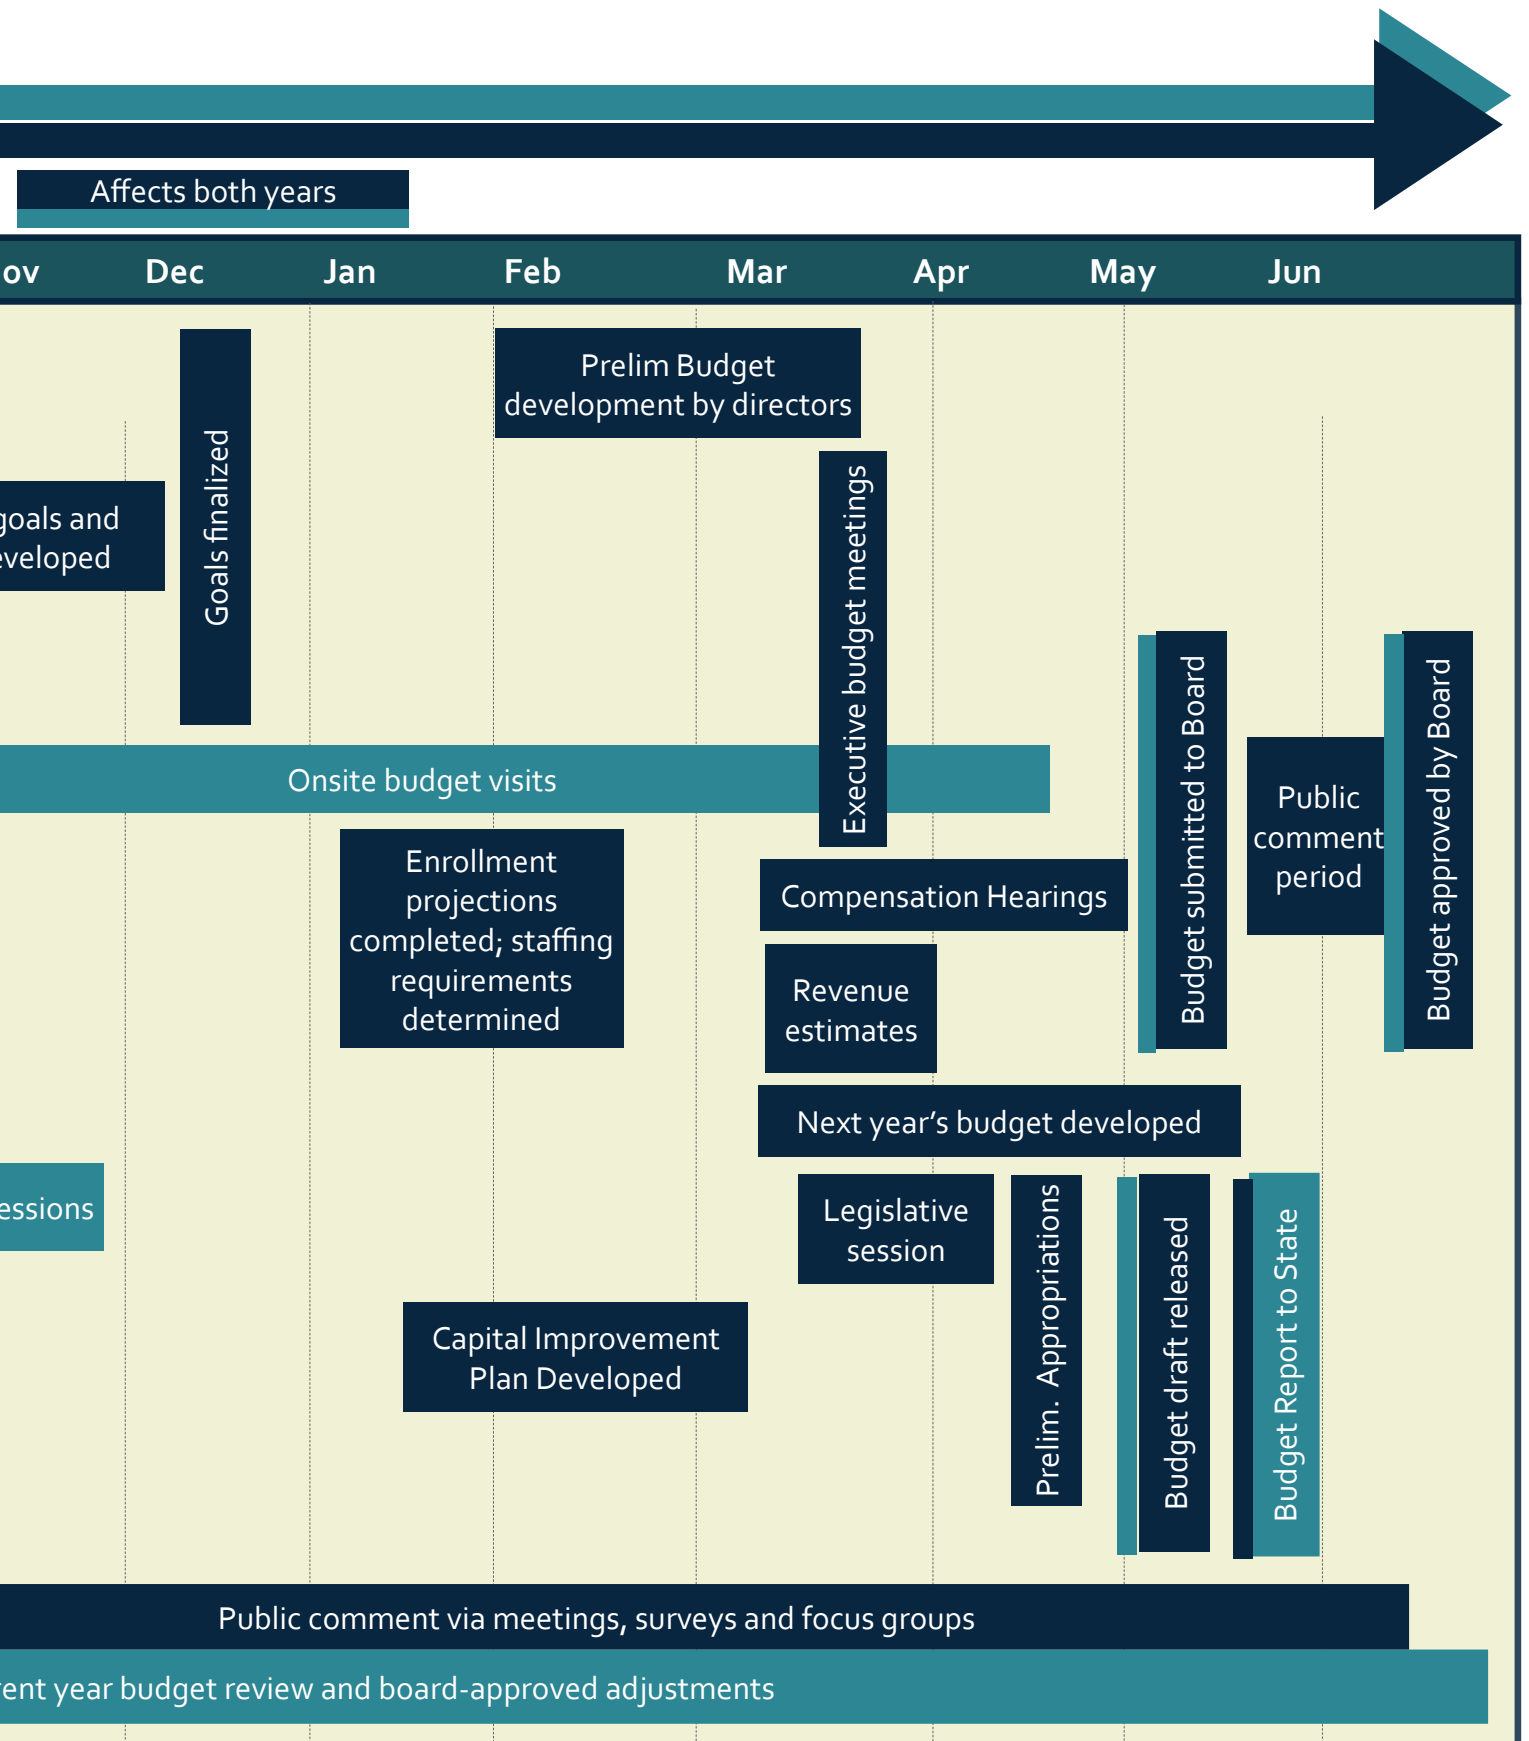 Affects both years
ov Dec Jan Feb Mar Apr May Jun
Prelim Budget
development by directors
Goals finalized
goals and
eveloped
Executive budget meetings
Onsite budget visits
Budget submitted to Board
Budget approved by Board
Public
comment
period
Enrollment
projections
completed; staffing
requirements
determined
Compensation Hearings
Revenue
estimates
Next year’s budget developed
essions
Legislative
session
Prelim. Appropriations
Budget draft released
Budget Report to State
Capital Improvement
Plan Developed
Public comment via meetings, surveys and focus groups
rent year budget review and board-approved adjustments